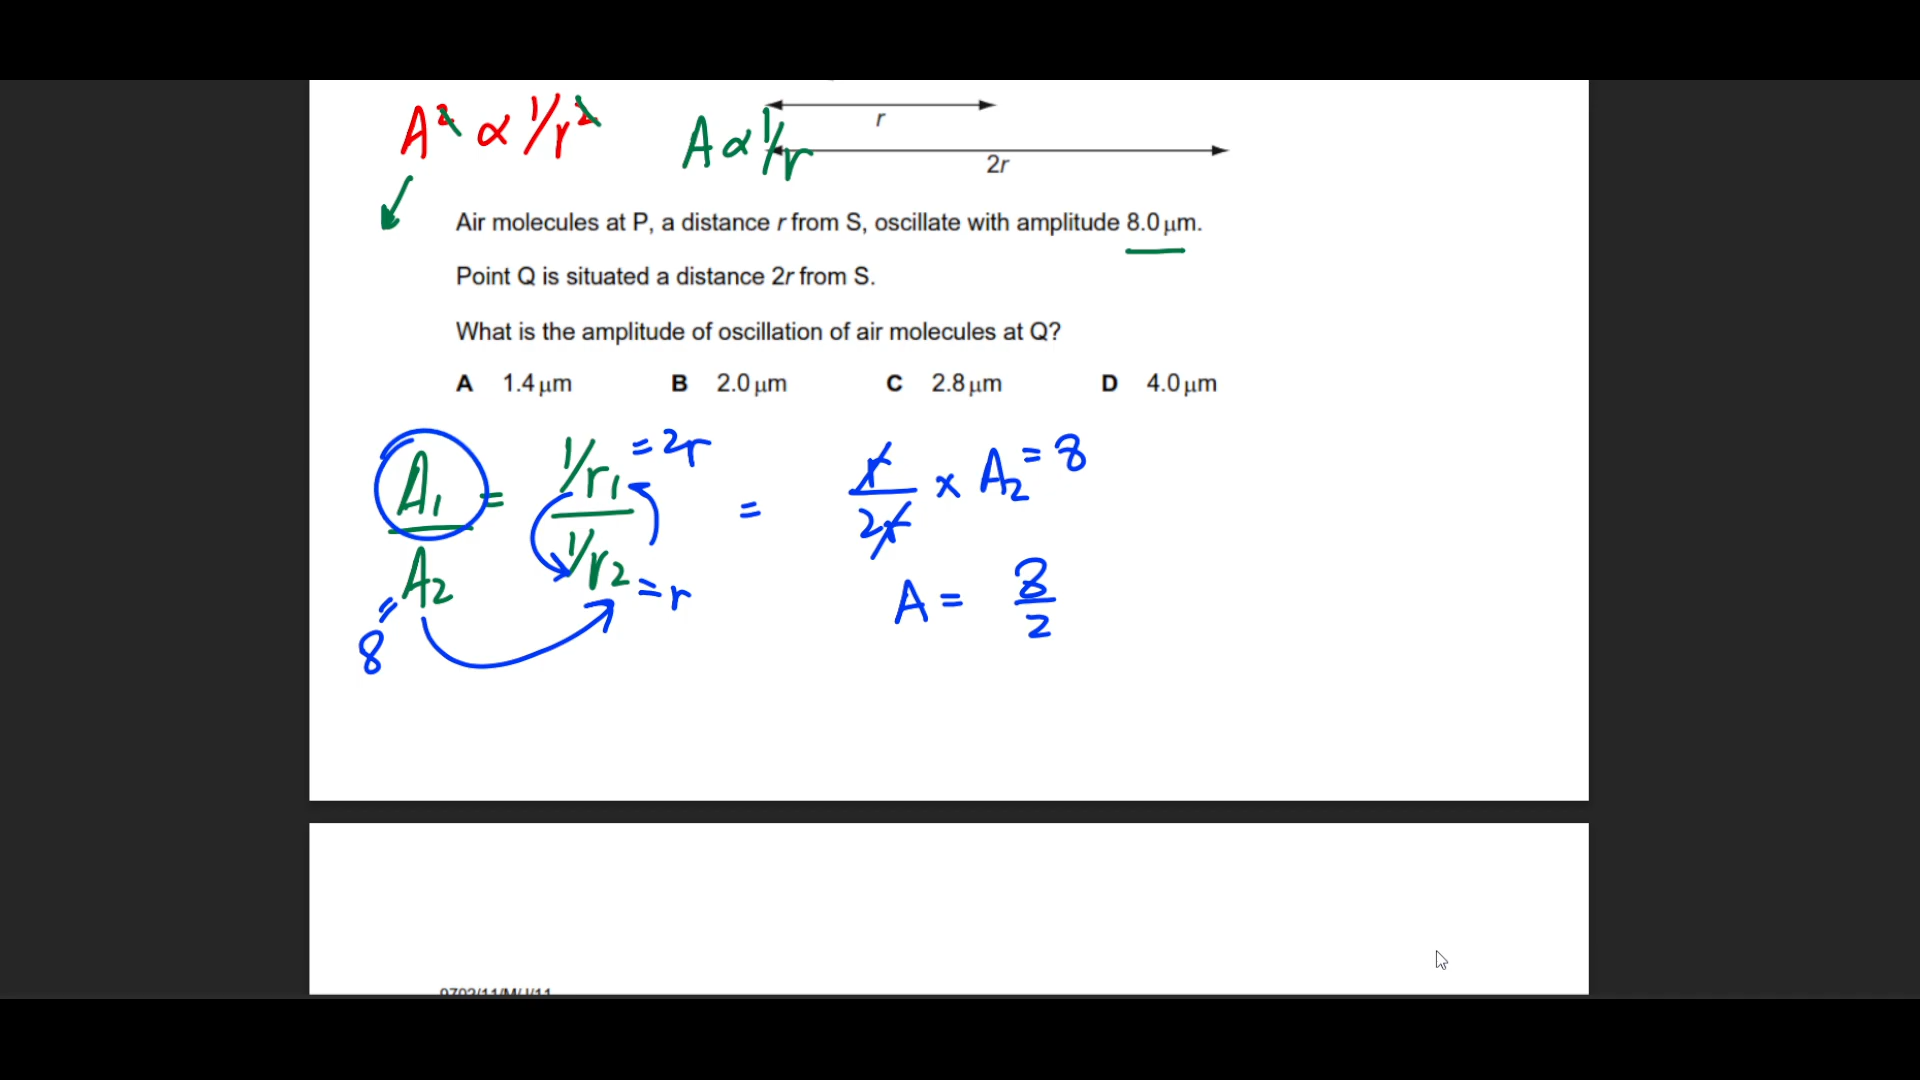 A² ∝ 1/r²
A ∝ 1/r
r
2r
Air molecules at P, a distance r from S, oscillate with amplitude 8.0 μm.
Point Q is situated a distance 2r from S.
What is the amplitude of oscillation of air molecules at Q?
A 1.4 μm B 2.0 μm C 2.8 μm D 4.0 μm
A₁ = 1/r₁ = 2r = r × A₂ = 8
A₂ 1/r₂ = r 2r
= 8
A = 8
2
9702/11/M/J/11